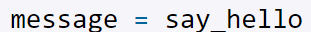 message = say_hello